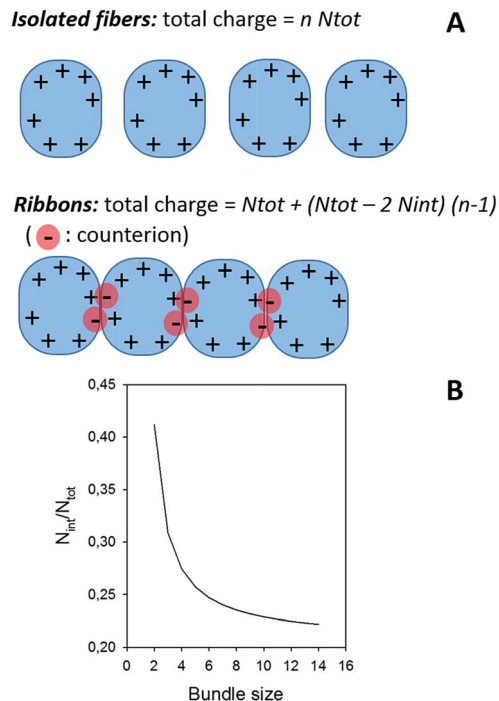 Isolated fibers: total charge = n Ntot
A
+ + + + + + +
+ + + + + + +
+ + + + + + +
+ + + + + + +
Ribbons: total charge = Ntot + (Ntot – 2 Nint) (n-1)
( - : counterion)
+ + + + + + + - -
+ + + + + + + - -
+ + + + + + + - -
+ + + + + + +
B
0,45
0,40
0,35
0,30
0,25
0,20
Nint/Ntot
0 2 4 6 8 10 12 14 16
Bundle size